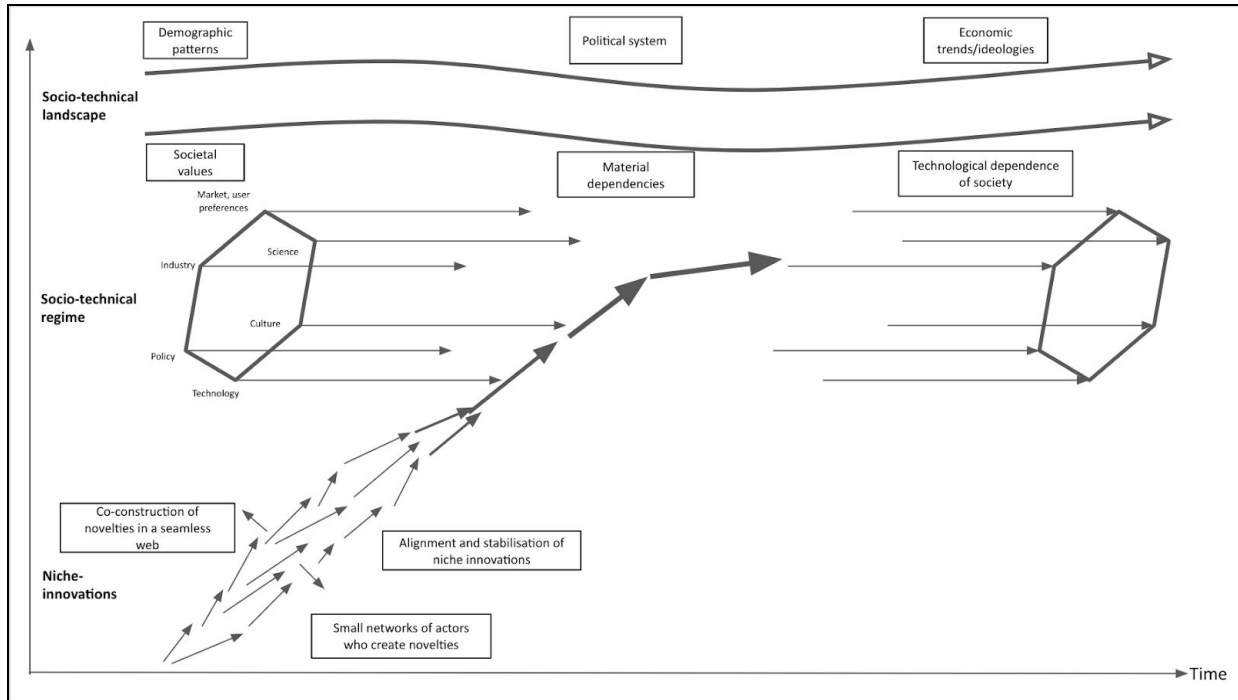 Demographic
patterns
Political system
Economic
trends/ideologies
Socio-technical
landscape
Societal
values
Material
dependencies
Technological dependence
of society
Market, user
preferences
Science
Industry
Socio-technical
regime
Culture
Policy
Technology
Co-construction of
novelties in a seamless
web
Alignment and stabilisation of
niche innovations
Niche-
innovations
Small networks of actors
who create novelties
Time